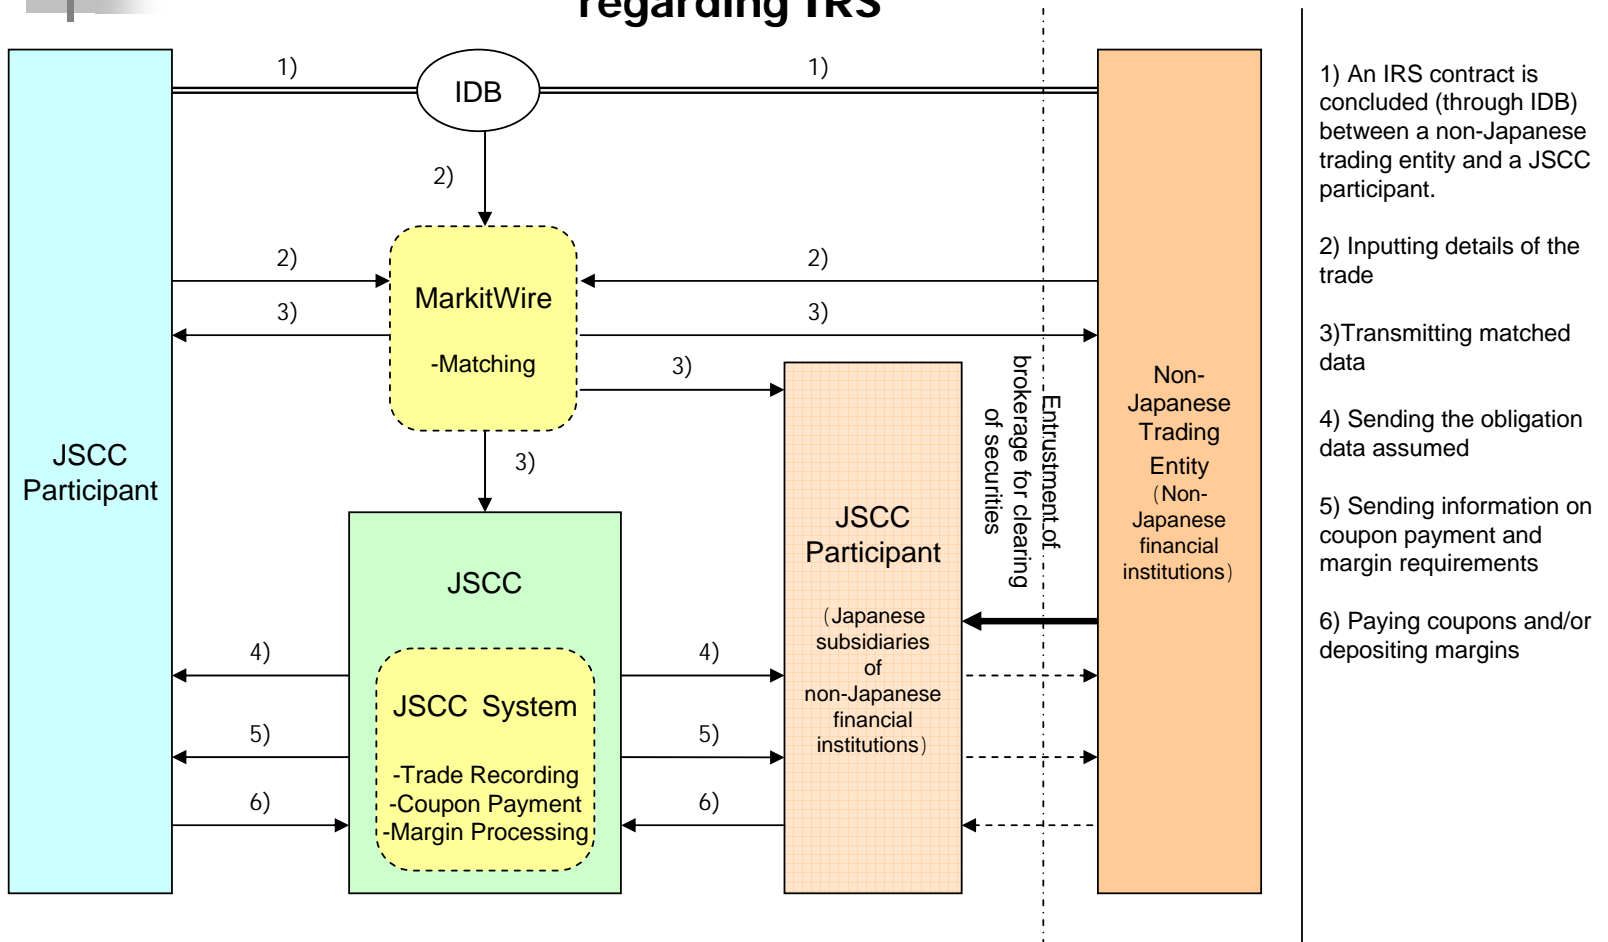 regarding IRS
1)
IDB
1)
2)
2)
2)
MarkitWire
3)
3)
-Matching
3)
3)
JSCC
Participant
JSCC
4)
4)
JSCC System
5)
5)
-Trade Recording
-Coupon Payment
-Margin Processing
6)
6)
JSCC
Participant
(Japanese
subsidiaries
of
non-Japanese
financial
institutions)
Entrustment of
brokerage for clearing
of securities
Non-
Japanese
Trading
Entity
(Non-
Japanese
financial
institutions)
1) An IRS contract is
concluded (through IDB)
between a non-Japanese
trading entity and a JSCC
participant.
2) Inputting details of the
trade
3)Transmitting matched
data
4) Sending the obligation
data assumed
5) Sending information on
coupon payment and
margin requirements
6) Paying coupons and/or
depositing margins